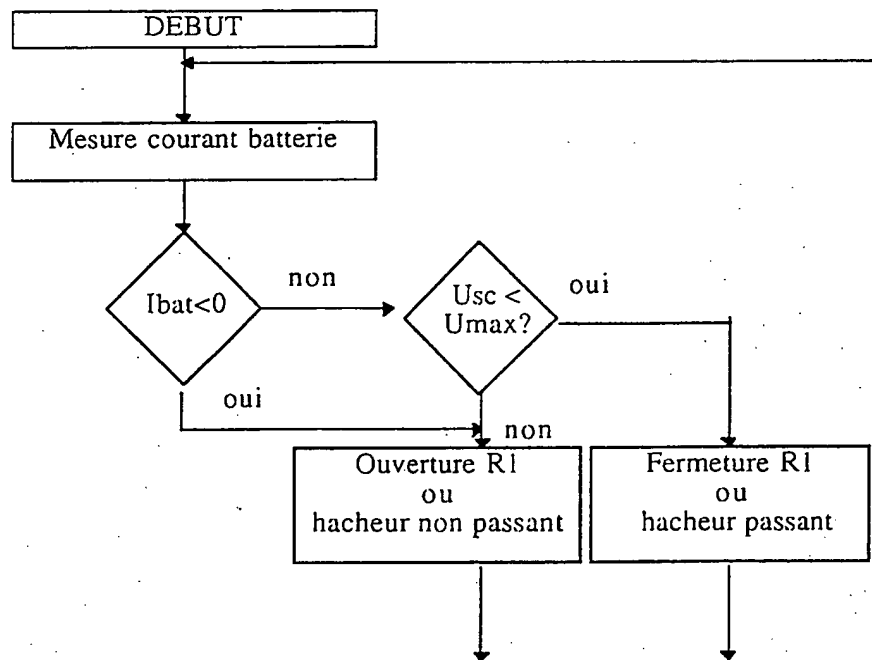 DEBUT
Mesure courant batterie
Ibat<0
non
Usc <
Umax?
oui
oui
non
Ouverture R1
ou
hacheur non passant
Fermeture R1
ou
hacheur passant